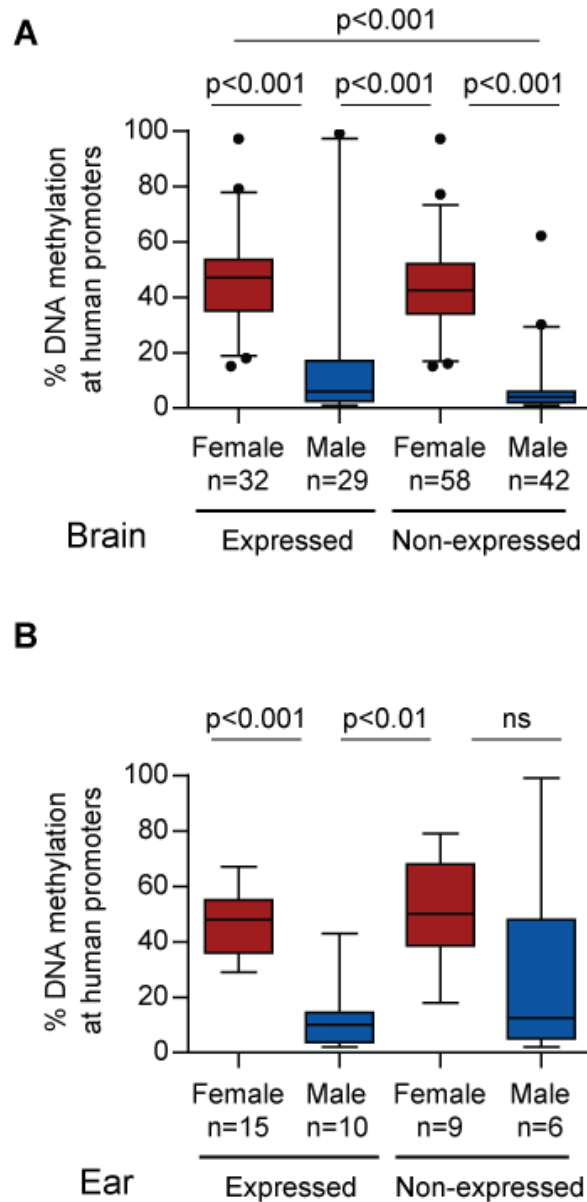 A
p<0.001
p<0.001 p<0.001 p<0.001
% DNA methylation
at human promoters
100
80
60
40
20
0
Female Male Female Male
n=32 n=29 n=58 n=42
Brain Expressed Non-expressed
B
p<0.001 p<0.01 ns
% DNA methylation
at human promoters
100
80
60
40
20
0
Female Male Female Male
n=15 n=10 n=9 n=6
Ear Expressed Non-expressed